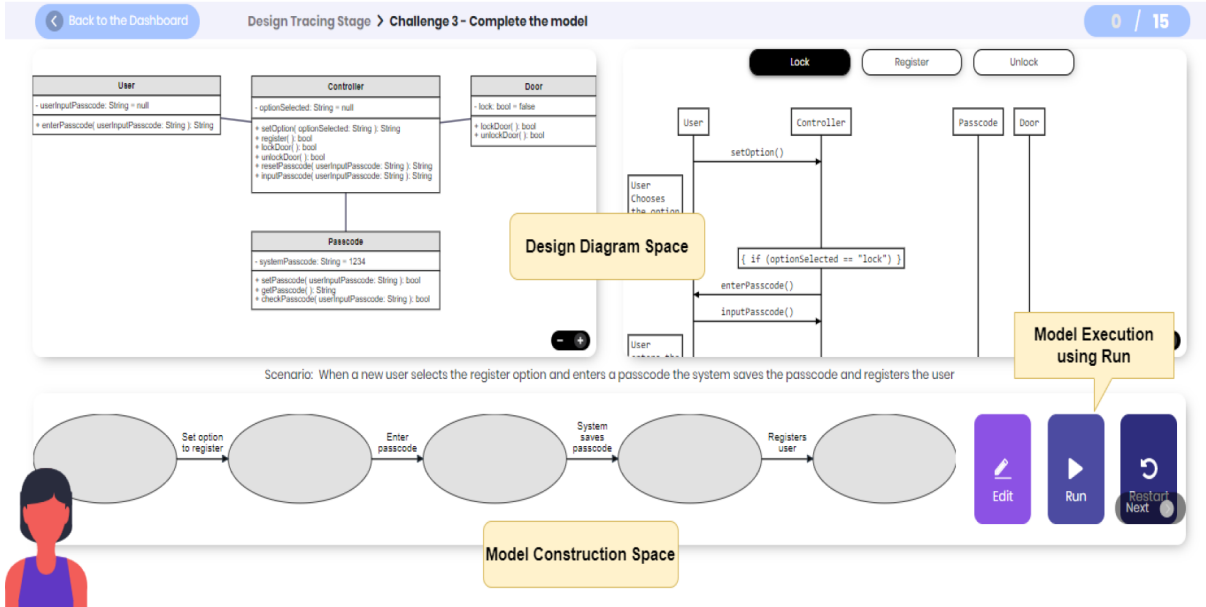 Back to the Dashboard
Design Tracing Stage > Challenge 3 - Complete the model
0 / 15
User
- userInputPasscode: String = null
+ enterPasscode( userInputPasscode: String ): String
Controller
- optionSelected: String = null
+ setOption( optionSelected: String ): String
+ register( ): bool
+ lockDoor( ): bool
+ unlockDoor( ): bool
+ resetPasscode( userInputPasscode: String ): String
+ inputPasscode( userInputPasscode: String ): String
Door
- lock: bool = false
+ lockDoor( ): bool
+ unlockDoor( ): bool
Passcode
- systemPasscode: String = 1234
+ setPasscode( userInputPasscode: String ): bool
+ getPasscode( ): String
+ checkPasscode( userInputPasscode: String ): bool
Lock
Register
Unlock
User
Controller
Passcode
Door
setOption()
User
Chooses
the option
{ if (optionSelected == "lock") }
enterPasscode()
inputPasscode()
User
Design Diagram Space
Model Execution
using Run
Scenario: When a new user selects the register option and enters a passcode the system saves the passcode and registers the user
Set option
to register
Enter
passcode
System
saves
passcode
Registers
user
Edit
Run
Restart
Next
Model Construction Space